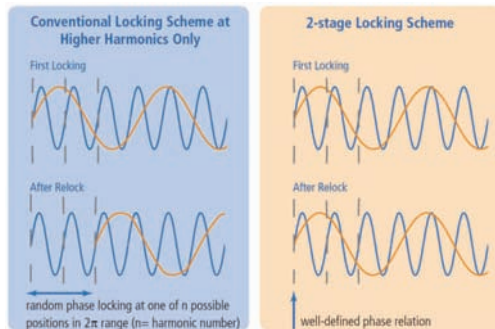 Conventional Locking Scheme at
Higher Harmonics Only
First Locking
After Relock
random phase locking at one of n possible
positions in 2π range (n= harmonic number)
2-stage Locking Scheme
First Locking
After Relock
well-defined phase relation